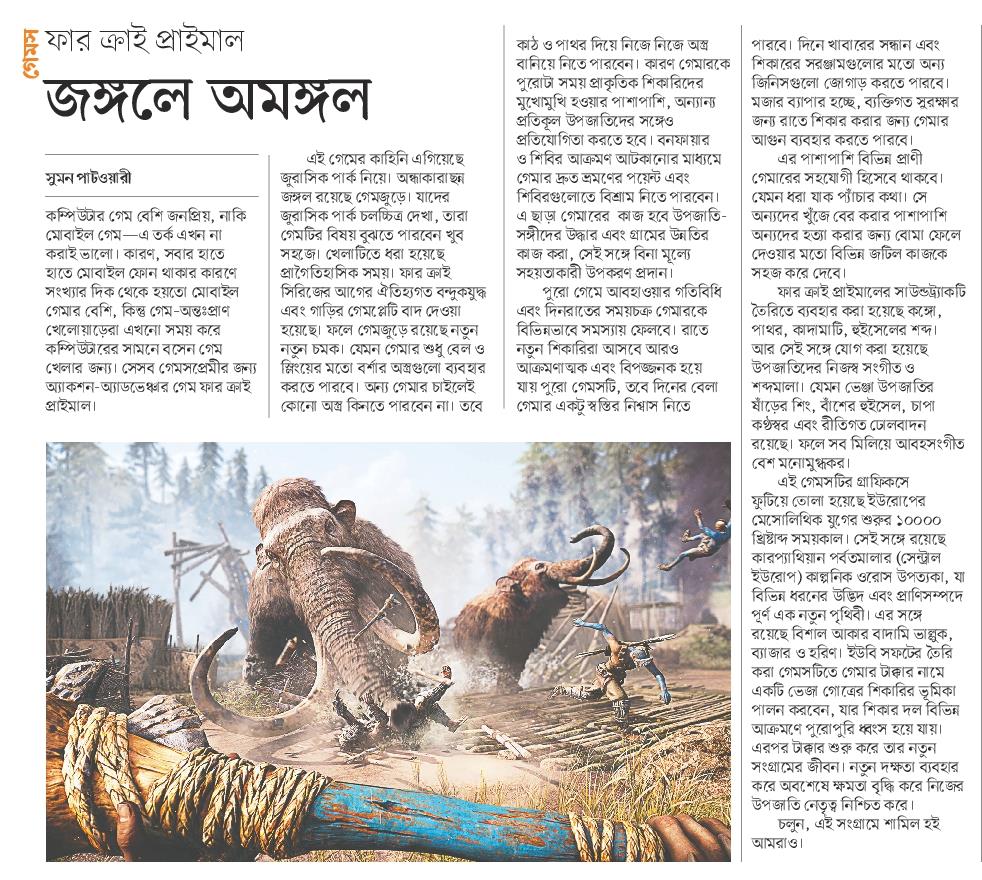 গেমস
ফার ক্রাই প্রাইমাল
জঙ্গলে অমঙ্গল
সুমন পাটওয়ারী
কম্পিউটার গেম বেশি জনপ্রিয়, নাকি
মোবাইল গেম—এ তর্ক এখন না
করাই ভালো। কারণ, সবার হাতে
হাতে মোবাইল ফোন থাকার কারণে
সংখ্যার দিক থেকে হয়তো মোবাইল
গেমার বেশি, কিন্তু গেম-অন্তঃপ্রাণ
খেলোয়াড়েরা এখনো সময় করে
কম্পিউটারের সামনে বসেন গেম
খেলার জন্য। সেসব গেমসপ্রেমীর জন্য
অ্যাকশন-অ্যাডভেঞ্চার গেম ফার ক্রাই
প্রাইমাল।
এই গেমের কাহিনি এগিয়েছে
জুরাসিক পার্ক নিয়ে। অন্ধাকারাছন্ন
জঙ্গল রয়েছে গেমজুড়ে। যাদের
জুরাসিক পার্ক চলচ্চিত্র দেখা, তারা
গেমটির বিষয় বুঝতে পারবেন খুব
সহজে। খেলাটিতে ধরা হয়েছে
প্রাগৈতিহাসিক সময়। ফার ক্রাই
সিরিজের আগের ঐতিহ্যগত বন্দুকযুদ্ধ
এবং গাড়ির গেমপ্লেটি বাদ দেওয়া
হয়েছে। ফলে গেমজুড়ে রয়েছে নতুন
নতুন চমক। যেমন গেমার শুধু বেল ও
স্লিংয়ের মতো বর্শার অস্ত্রগুলো ব্যবহার
করতে পারবে। অন্য গেমার চাইলেই
কোনো অস্ত্র কিনতে পারবেন না। তবে
কাঠ ও পাথর দিয়ে নিজে নিজে অস্ত্র
বানিয়ে নিতে পারবেন। কারণ গেমারকে
পুরোটা সময় প্রাকৃতিক শিকারিদের
মুখোমুখি হওয়ার পাশাপাশি, অন্যান্য
প্রতিকূল উপজাতিদের সঙ্গেও
প্রতিযোগিতা করতে হবে। বনফায়ার
ও শিবির আক্রমণ আটকানোর মাধ্যমে
গেমার দ্রুত ভ্রমণের পয়েন্ট এবং
শিবিরগুলোতে বিশ্রাম নিতে পারবেন।
এ ছাড়া গেমারের কাজ হবে উপজাতি-
সঙ্গীদের উদ্ধার এবং গ্রামের উন্নতির
কাজ করা, সেই সঙ্গে বিনা মূল্যে
সহয়তাকারী উপকরণ প্রদান।
পুরো গেমে আবহাওয়ার গতিবিধি
এবং দিনরাতের সময়চক্র গেমারকে
বিভিন্নভাবে সমস্যায় ফেলবে। রাতে
নতুন শিকারিরা আসবে আরও
আক্রমণাত্মক এবং বিপজ্জনক হয়ে
যায় পুরো গেমসটি, তবে দিনের বেলা
গেমার একটু স্বস্তির নিশ্বাস নিতে
পারবে। দিনে খাবারের সন্ধান এবং
শিকারের সরঞ্জামগুলোর মতো অন্য
জিনিসগুলো জোগাড় করতে পারবে।
মজার ব্যাপার হচ্ছে, ব্যক্তিগত সুরক্ষার
জন্য রাতে শিকার করার জন্য গেমার
আগুন ব্যবহার করতে পারবে।
এর পাশাপাশি বিভিন্ন প্রাণী
গেমারের সহযোগী হিসেবে থাকবে।
যেমন ধরা যাক প্যাঁচার কথা। সে
অন্যদের খুঁজে বের করার পাশাপাশি
অন্যদের হত্যা করার জন্য বোমা ফেলে
দেওয়ার মতো বিভিন্ন জটিল কাজকে
সহজ করে দেবে।
ফার ক্রাই প্রাইমালের সাউন্ডট্র্যাকটি
তৈরিতে ব্যবহার করা হয়েছে কঙ্গো,
পাথর, কাদামাটি, হুইসেলের শব্দ।
আর সেই সঙ্গে যোগ করা হয়েছে
উপজাতিদের নিজস্ব সংগীত ও
শব্দমালা। যেমন ভেঞ্জা উপজাতির
ষাঁড়ের শিং, বাঁশের হুইসেল, চাপা
কণ্ঠস্বর এবং রীতিগত ঢোলবাদন
রয়েছে। ফলে সব মিলিয়ে আবহসংগীত
বেশ মনোমুগ্ধকর।
এই গেমসটির গ্রাফিকসে
ফুটিয়ে তোলা হয়েছে ইউরোপের
মেসোলিথিক যুগের শুরুর ১০০০০
খ্রিষ্টাব্দ সময়কাল। সেই সঙ্গে রয়েছে
কারপ্যাথিয়ান পর্বতমালার (সেন্ট্রাল
ইউরোপ) কাল্পনিক ওরোস উপত্যকা, যা
বিভিন্ন ধরনের উদ্ভিদ এবং প্রাণিসম্পদে
পূর্ণ এক নতুন পৃথিবী। এর সঙ্গে
রয়েছে বিশাল আকার বাদামি ভাল্লুক,
ব্যাজার ও হরিণ। ইউবি সফটের তৈরি
করা গেমসটিতে গেমার টাক্কার নামে
একটি ভেজা গোত্রের শিকারির ভূমিকা
পালন করবেন, যার শিকার দল বিভিন্ন
আক্রমণে পুরোপুরি ধ্বংস হয়ে যায়।
এরপর টাক্কার শুরু করে তার নতুন
সংগ্রামের জীবন। নতুন দক্ষতা ব্যবহার
করে অবশেষে ক্ষমতা বৃদ্ধি করে নিজের
উপজাতি নেতৃত্ব নিশ্চিত করে।
চলুন, এই সংগ্রামে শামিল হই
আমরাও।